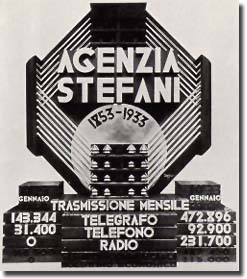 AGENZIA
STEFANI
1853-1933
GENNAIO TRASMISSIONE MENSILE GENNAIO
143.344 TELEGRAFO 472.896
31.400 TELEFONO 92.900
0 RADIO 231.700